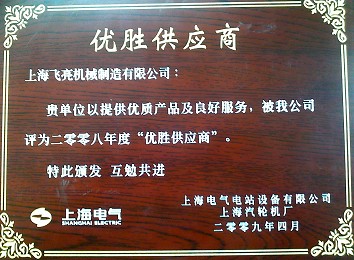 优胜供应商
上海飞亮机械制造有限公司：
贵单位以提供优质产品及良好服务，被我公司
评为二零零八年度“优胜供应商”。
特此颁发 互勉共进
上海电气
SHANGHAI ELECTRIC
上海电气电站设备有限公司
上海汽轮机厂
二零零九年四月